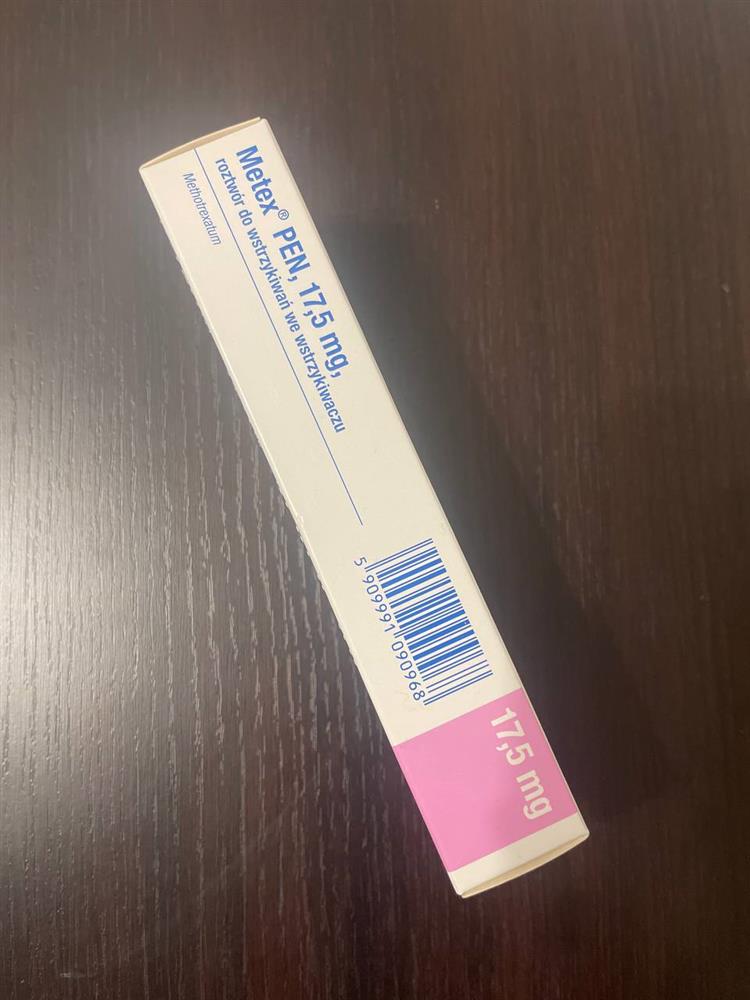 Metex® PEN, 17,5 mg,
roztwór do wstrzykiwań we wstrzykiwaczu
Methotrexatum
5 909991 090968
17,5 mg